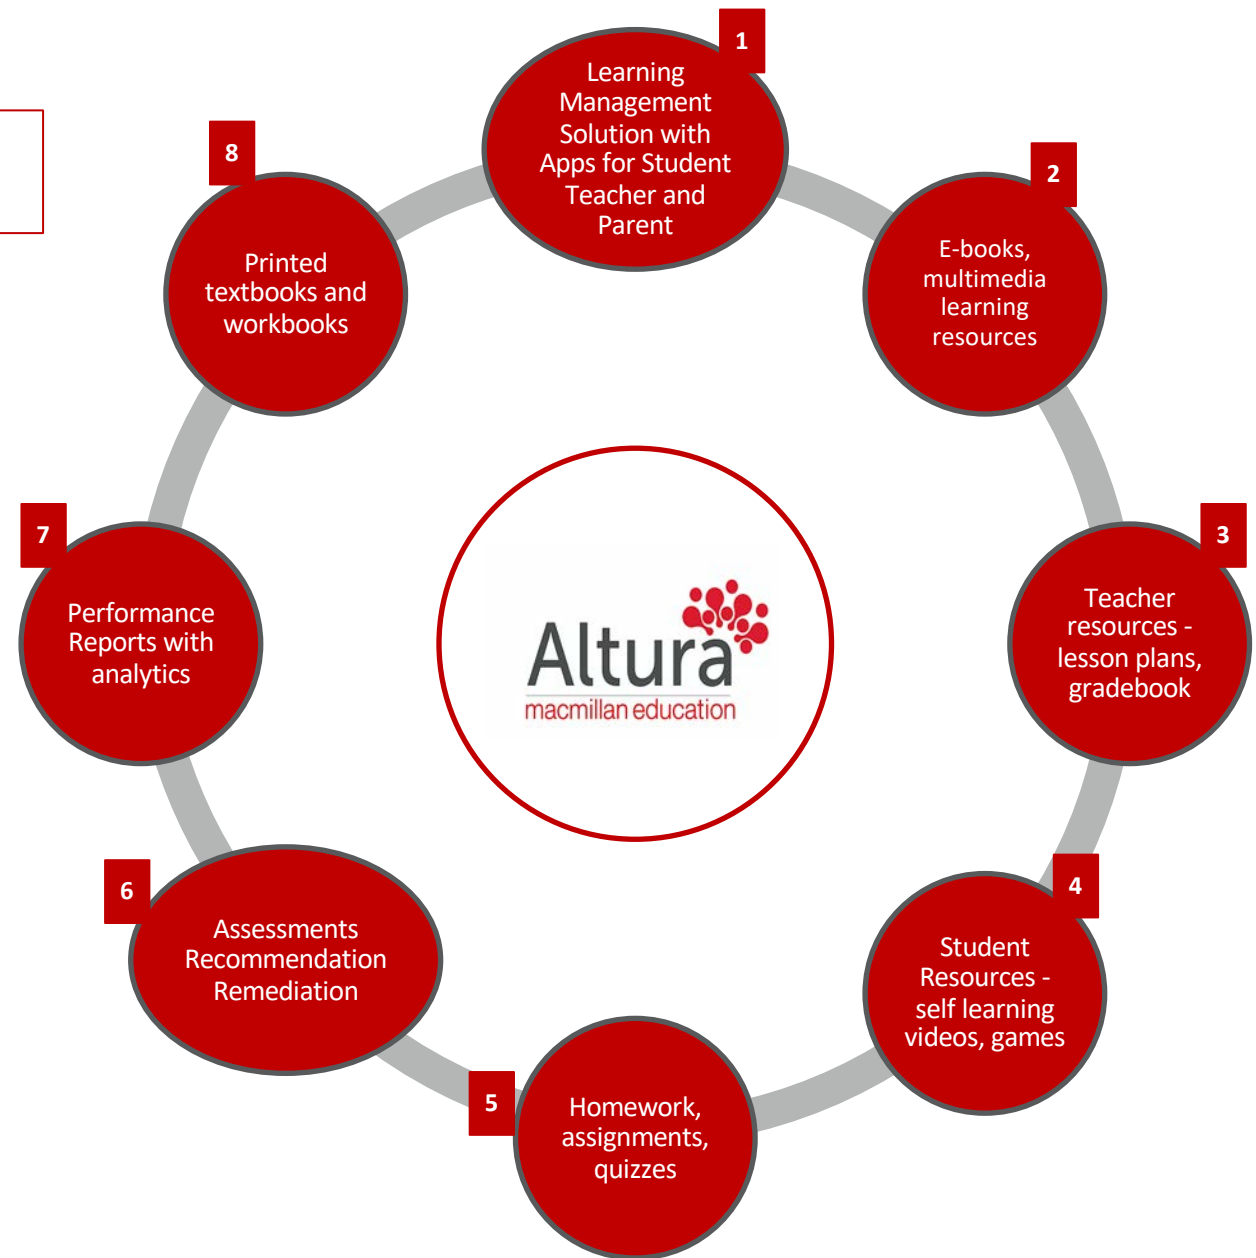 1
Learning
Management
Solution with
Apps for Student
Teacher and
Parent
2
E-books,
multimedia
learning
resources
3
Teacher
resources -
lesson plans,
gradebook
4
Student
Resources -
self learning
videos, games
5
Homework,
assignments,
quizzes
6
Assessments
Recommendation
Remediation
7
Performance
Reports with
analytics
8
Printed
textbooks and
workbooks
Altura
macmillan education